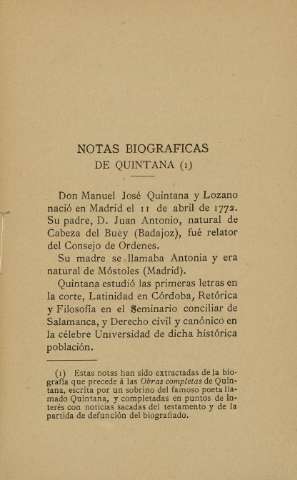 NOTAS BIOGRAFICAS
DE QUINTANA (1)
Don Manuel José Quintana y Lozano
nació en Madrid el 11 de abril de 1772.
Su padre, D. Juan Antonio, natural de
Cabeza del Buey (Badajoz), fué relator
del Consejo de Ordenes.
Su madre se llamaba Antonia y era
natural de Móstoles (Madrid).
Quintana estudió las primeras letras en
la corte, Latinidad en Córdoba, Retórica
y Filosofía en el Seminario conciliar de
Salamanca, y Derecho civil y canónico en
la célebre Universidad de dicha histórica
población.
(1) Estas notas han sido extractadas de la bio-
grafía que precede á las Obras completas de Quin-
tana, escrita por un sobrino del famoso poeta lla-
mado Quintana, y completadas en puntos de in-
terés con noticias sacadas del testamento y de la
partida de defunción del biografiado.